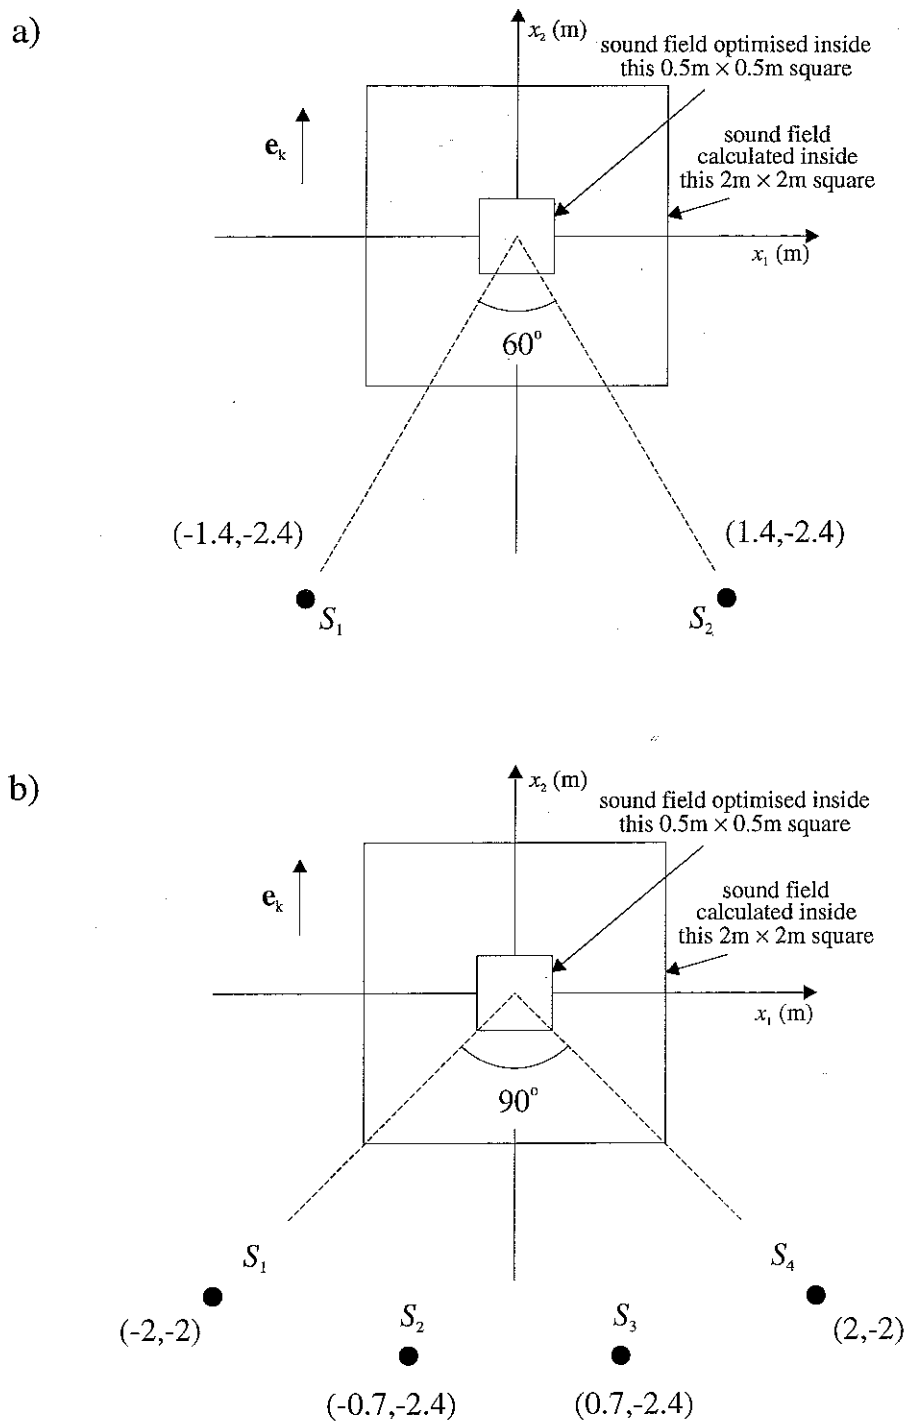 a)
x₂ (m)
sound field optimised inside
this 0.5m × 0.5m square
eₖ
sound field
calculated inside
this 2m × 2m square
x₁ (m)
60°
(-1.4,-2.4)
(1.4,-2.4)
S₁
S₂
b)
x₂ (m)
sound field optimised inside
this 0.5m × 0.5m square
eₖ
sound field
calculated inside
this 2m × 2m square
x₁ (m)
90°
S₁
S₄
(-2,-2)
S₂
S₃
(2,-2)
(-0.7,-2.4)
(0.7,-2.4)